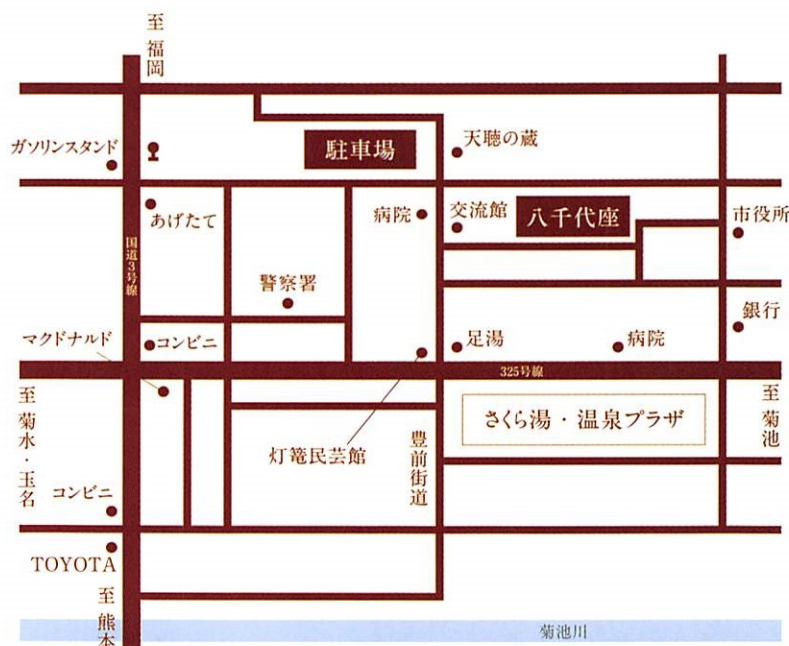 至 福岡
ガソリンスタンド
駐車場
天聴の蔵
あげたて
病院
交流館
八千代座
市役所
国道3号線
警察署
マクドナルド
コンビニ
足湯
病院
銀行
325号線
至 菊水・玉名
さくら湯・温泉プラザ
至 菊池
灯篭民芸館
豊前街道
コンビニ
TOYOTA
至 熊本
菊池川